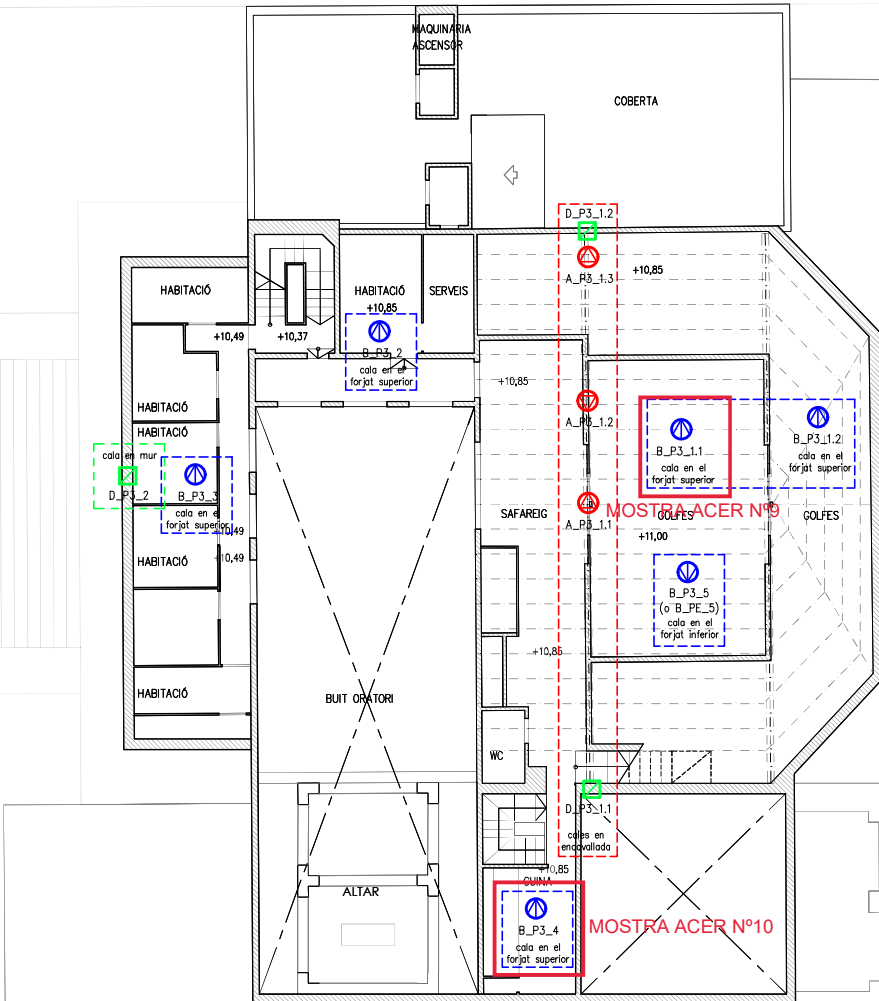 MAQUINARIA
ASCENSOR
COBERTA
D_P3_1.2
A_P3_1.3
+10,85
HABITACIÓ
HABITACIÓ
+10,85
SERVEIS
+10,49
+10,37
B_P3_2
cala en el
forjat superior
+10,85
HABITACIÓ
HABITACIÓ
A_P3_1.2
B_P3_1.1
cala en el
forjat superior
B_P3_1.2
cala en el
forjat superior
cala en mur
D_P3_2
B_P3_3
cala en el
forjat superior
+10,49
+10,49
SAFAREIG
A_P3_1.1
MOSTRA ACER Nº9
GOLFES
+11,00
GOLFES
HABITACIÓ
B_P3_5
(o B_PE_5)
cala en el
forjat inferior
+10,85
HABITACIÓ
BUIT ORATORI
WC
D_P3_1.1
cales en
encavallada
+10,85
CUINA
ALTAR
B_P3_4
cala en el
forjat superior
MOSTRA ACER Nº10